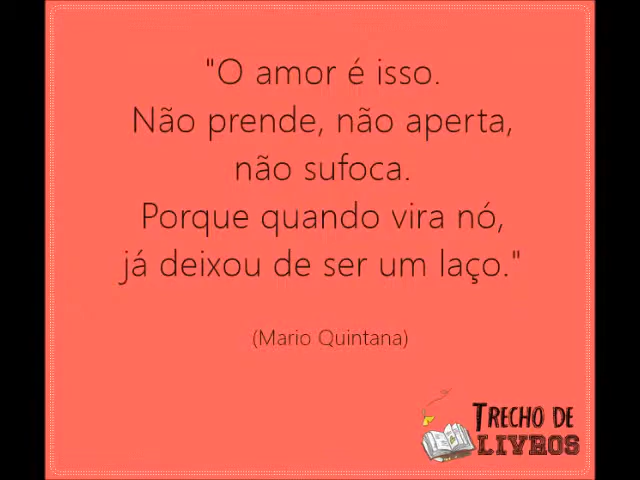 "O amor é isso.
Não prende, não aperta,
não sufoca.
Porque quando vira nó,
já deixou de ser um laço."
(Mario Quintana)
TRECHO DE
LIVROS